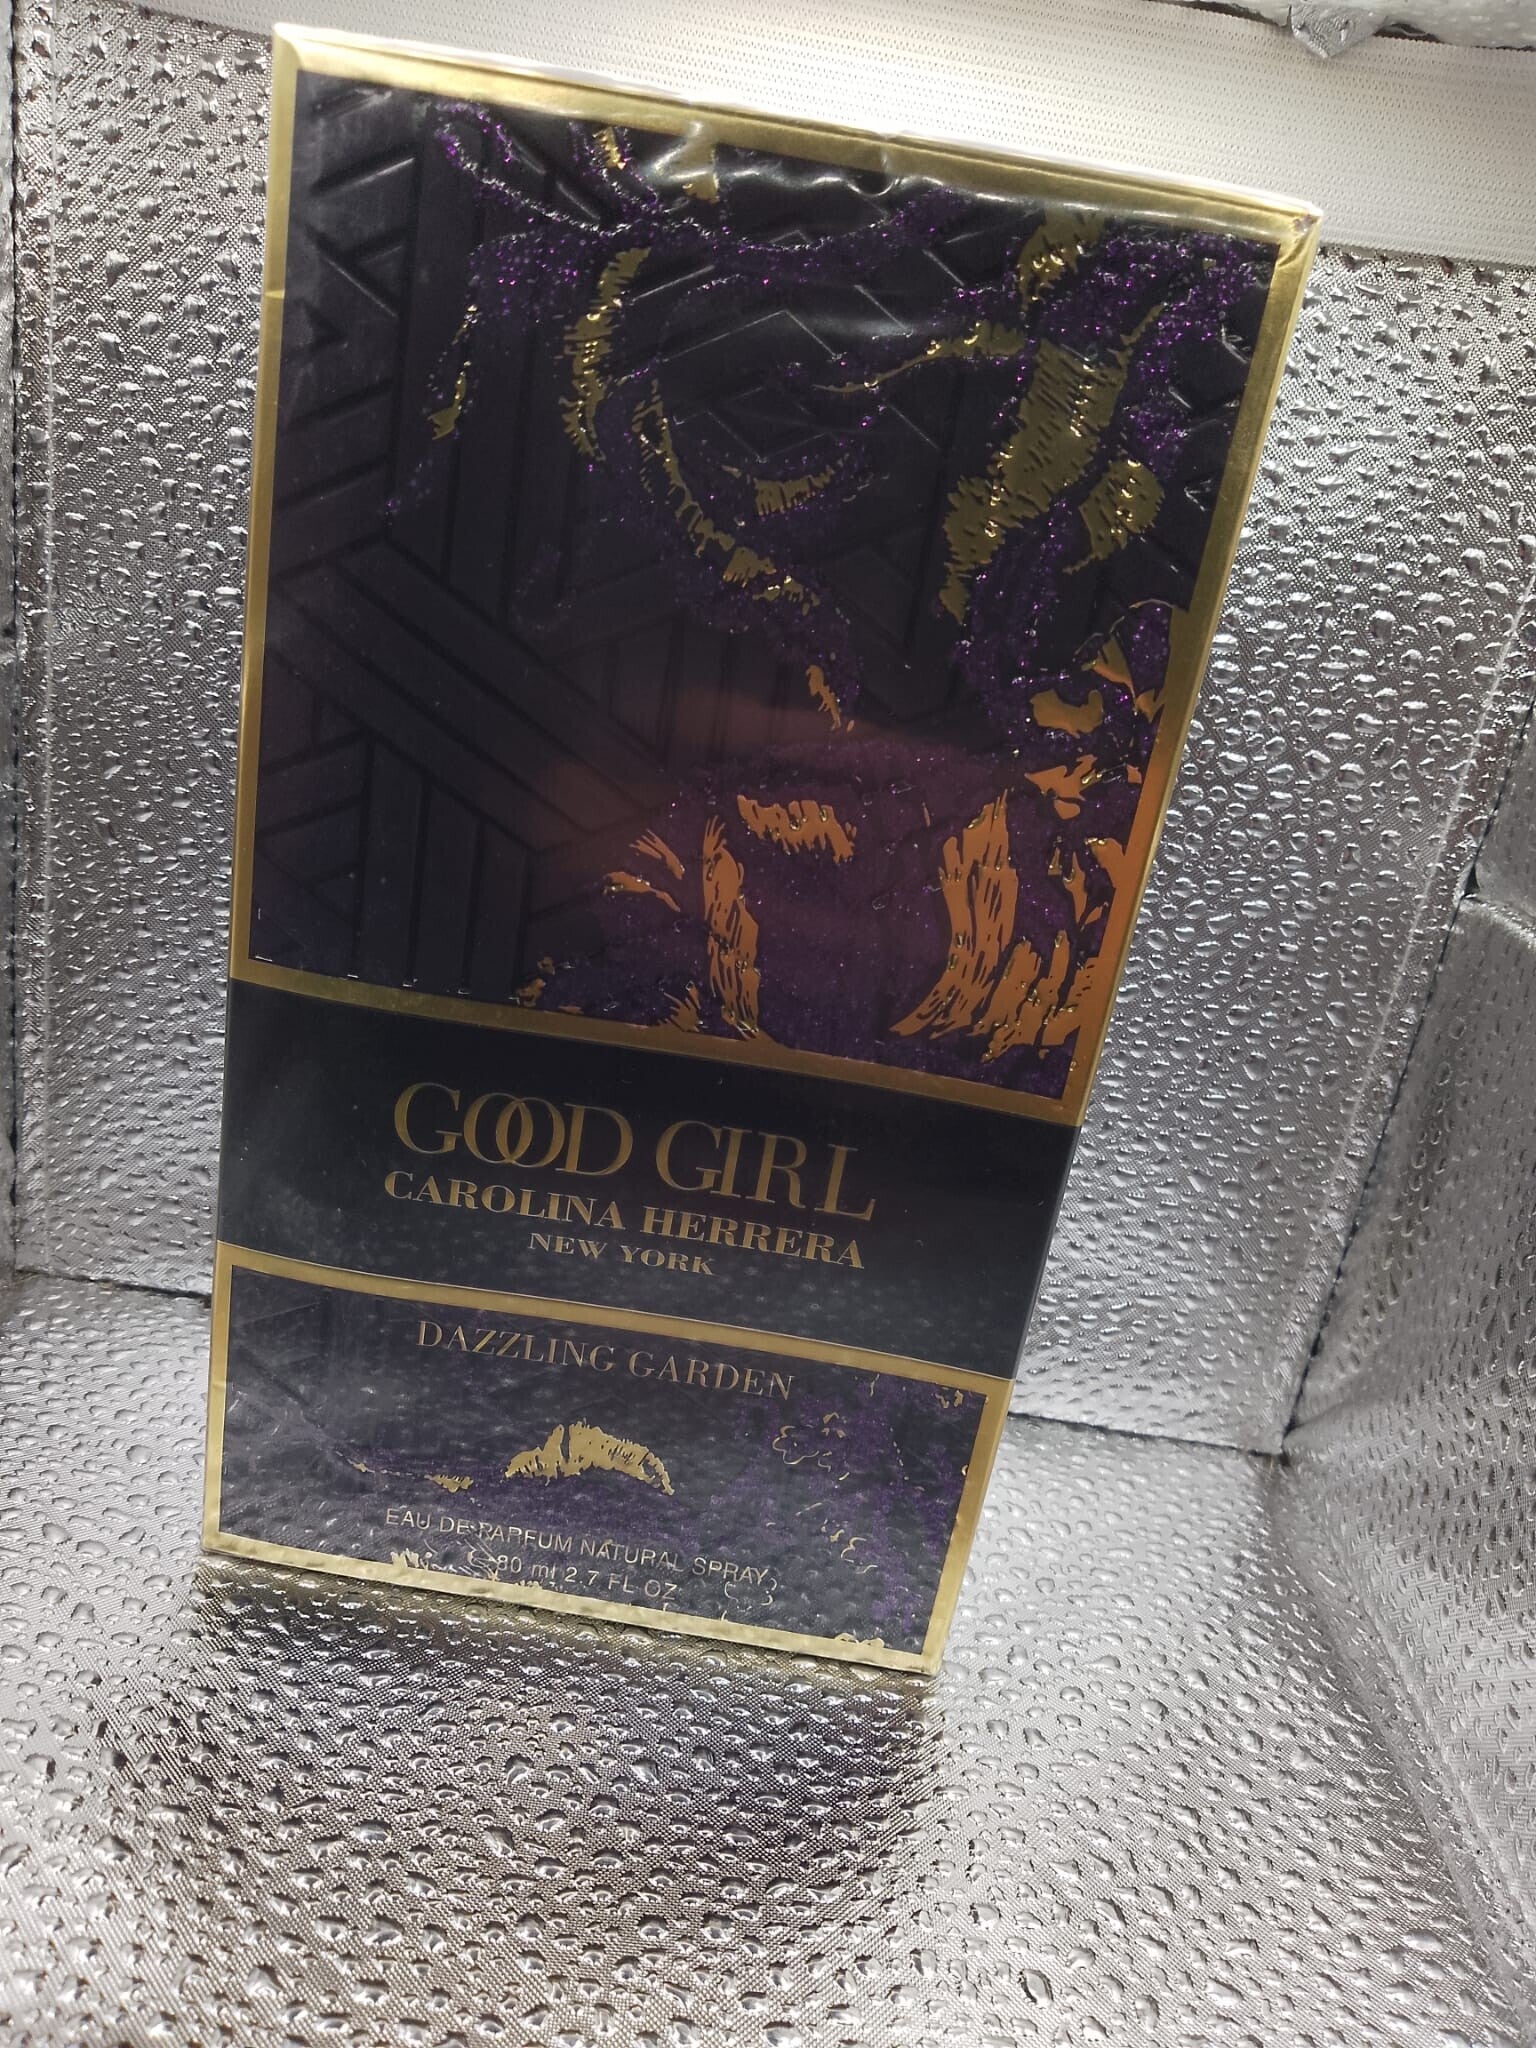 GOOD GIRL
CAROLINA HERRERA
NEW YORK
DAZZLING GARDEN
EAU DE PARFUM NATURAL SPRAY
80 ml 2.7 FL OZ